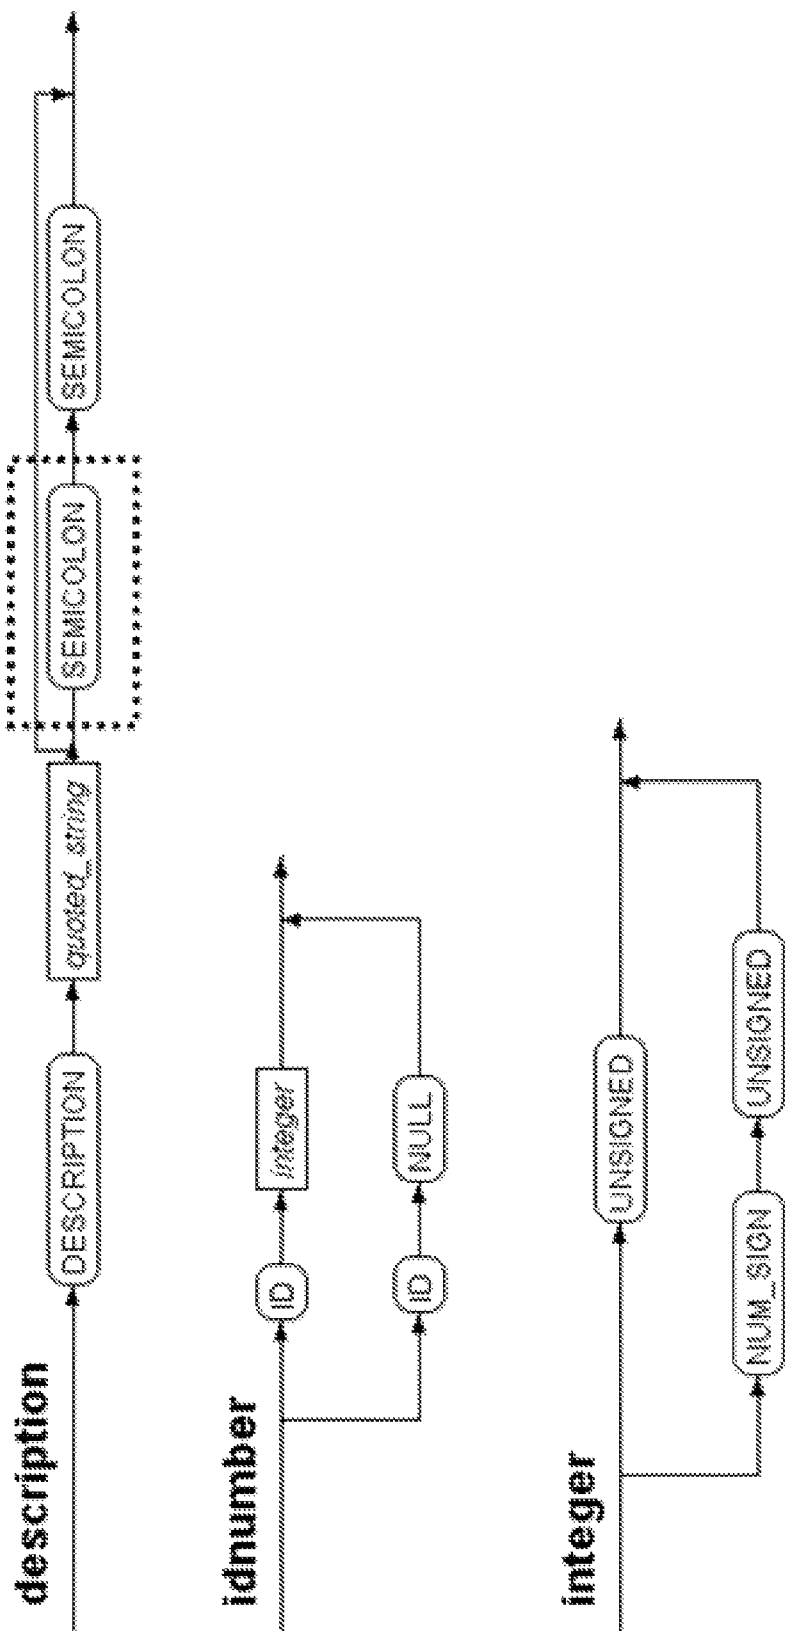 description
DESCRIPTION
quoted_string
SEMICOLON
SEMICOLON
idnumber
ID
integer
ID
NULL
integer
UNSIGNED
NUM_SIGN
UNSIGNED